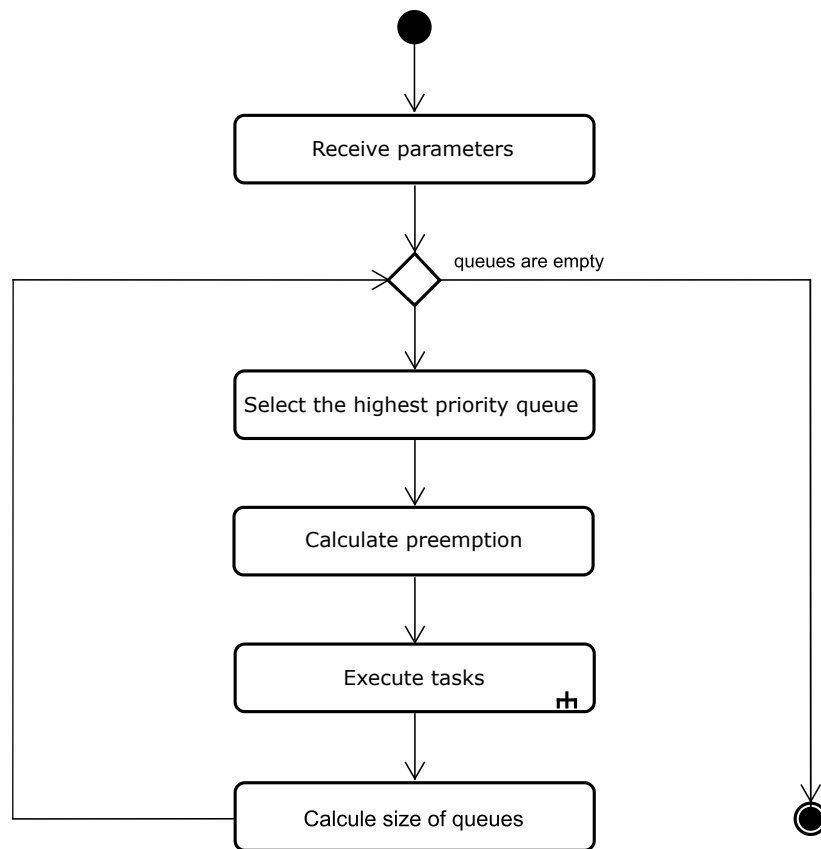 Receive parameters
queues are empty
Select the highest priority queue
Calculate preemption
Execute tasks
Calcule size of queues